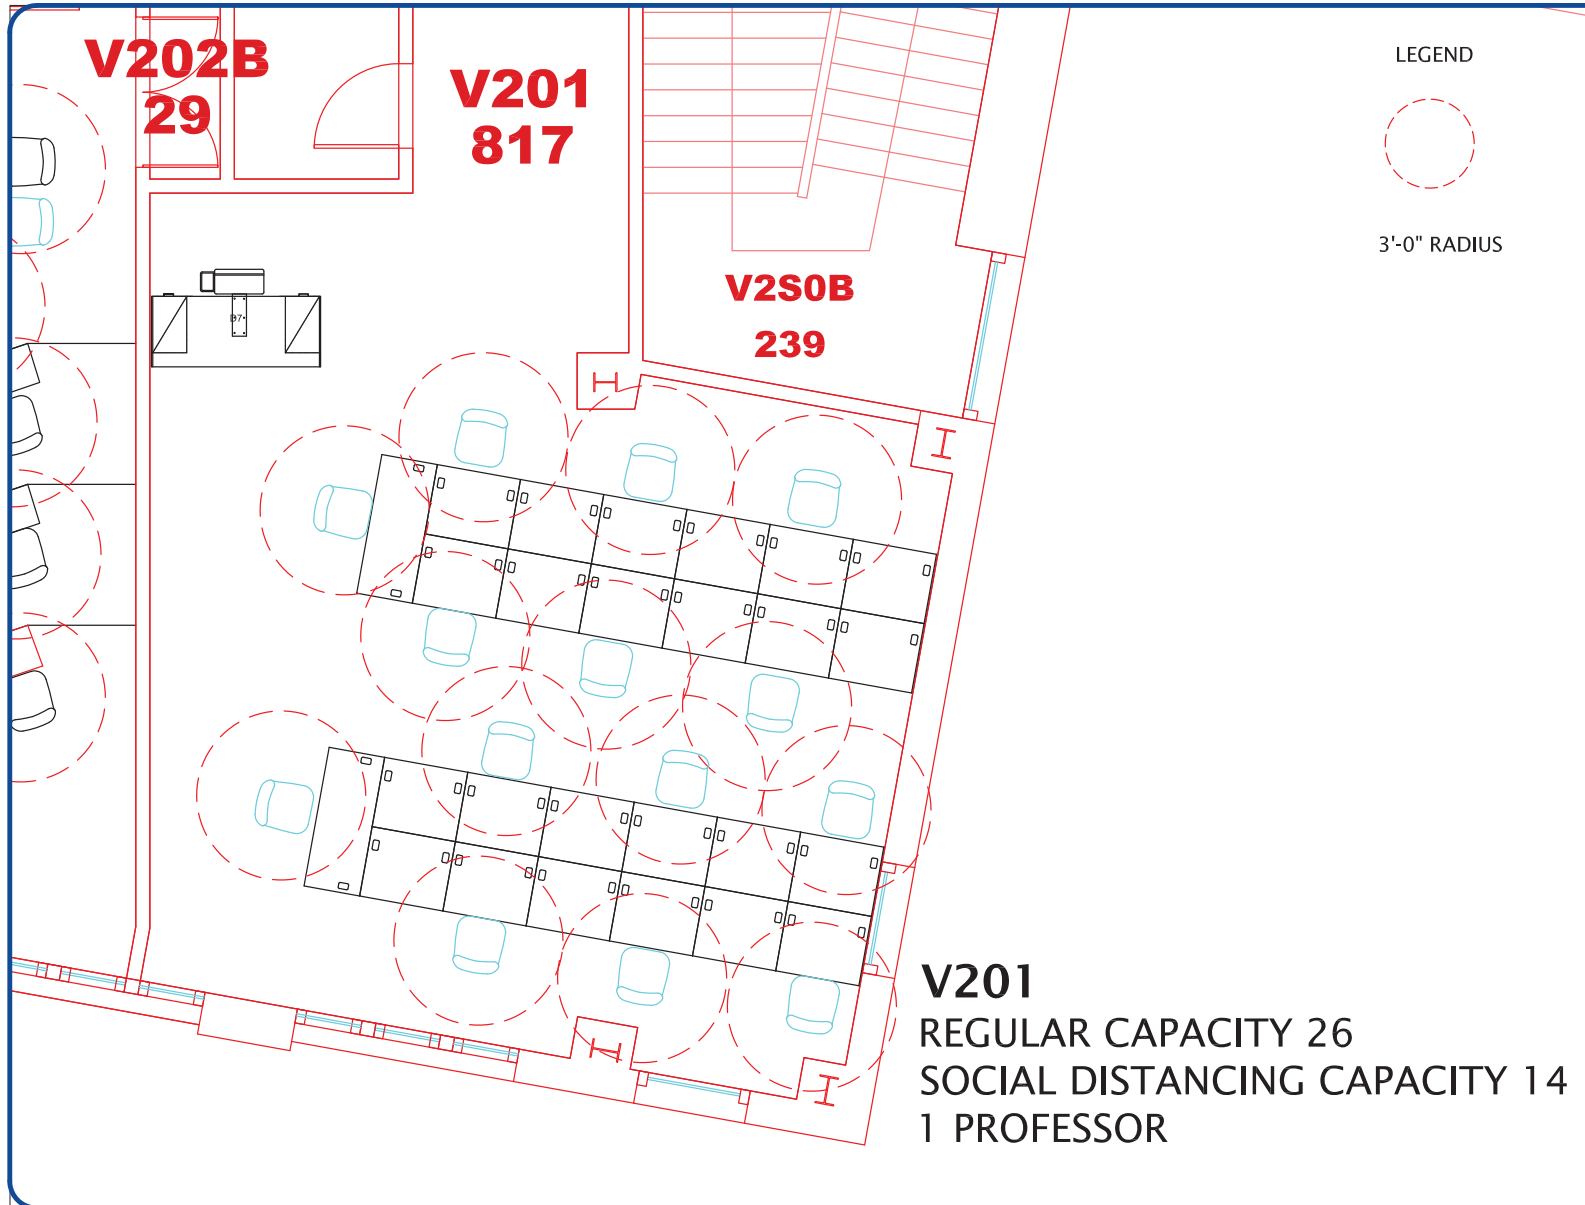 V202B
29
V201
817
LEGEND
3'-0" RADIUS
V2S0B
239
V201
REGULAR CAPACITY 26
SOCIAL DISTANCING CAPACITY 14
1 PROFESSOR